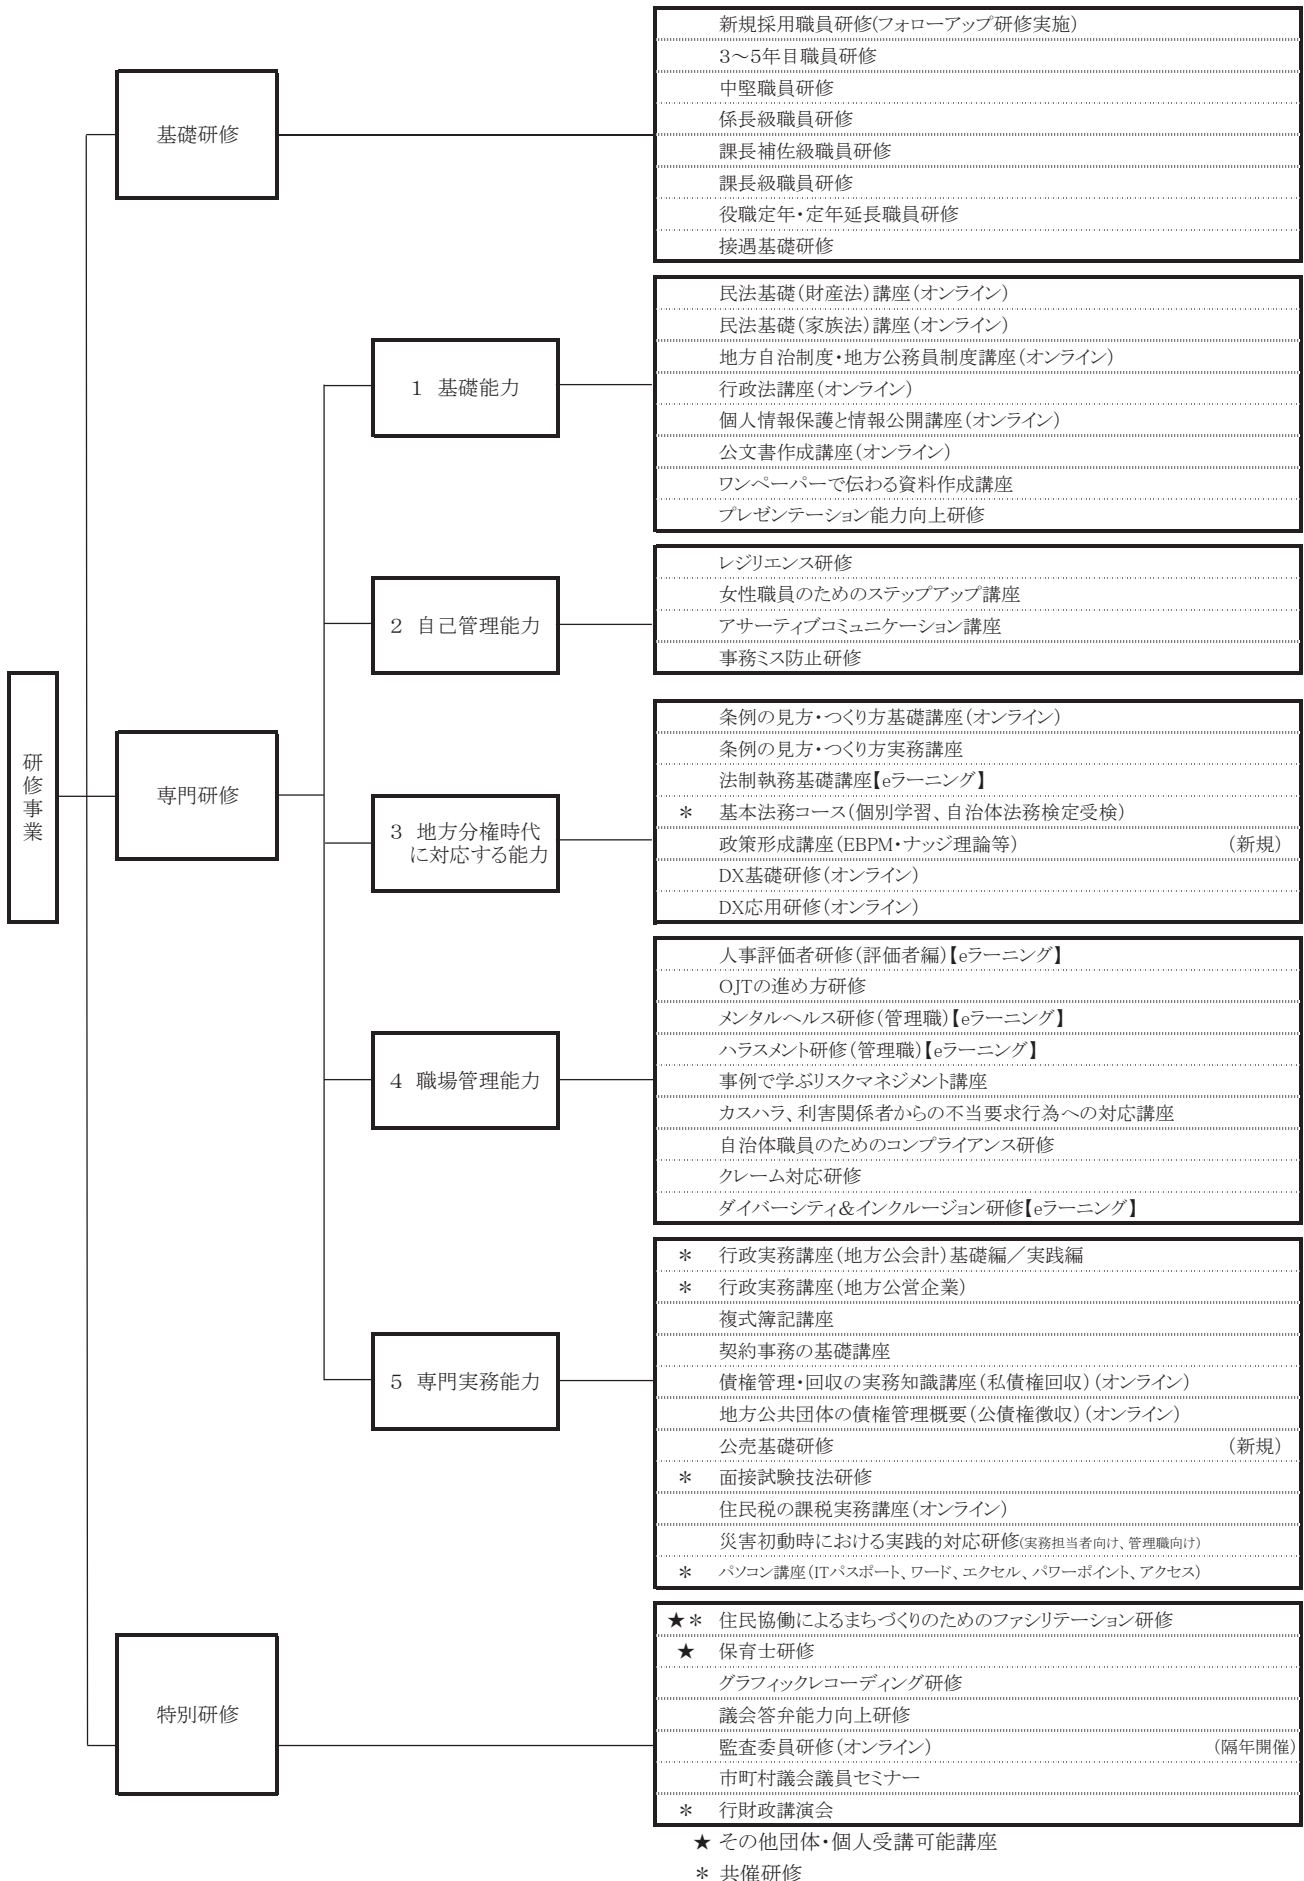 研修事業
基礎研修
新規採用職員研修(フォローアップ研修実施)
3～5年目職員研修
中堅職員研修
係長級職員研修
課長補佐級職員研修
課長級職員研修
役職定年・定年延長職員研修
接遇基礎研修
専門研修
1 基礎能力
民法基礎(財産法)講座(オンライン)
民法基礎(家族法)講座(オンライン)
地方自治制度・地方公務員制度講座(オンライン)
行政法講座(オンライン)
個人情報保護と情報公開講座(オンライン)
公文書作成講座(オンライン)
ワンペーパーで伝わる資料作成講座
プレゼンテーション能力向上研修
2 自己管理能力
レジリエンス研修
女性職員のためのステップアップ講座
アサーティブコミュニケーション講座
事務ミス防止研修
3 地方分権時代
に対応する能力
条例の見方・つくり方基礎講座(オンライン)
条例の見方・つくり方実務講座
法制執務基礎講座【eラーニング】
＊ 基本法務コース(個別学習、自治体法務検定受検)
政策形成講座(EBPM・ナッジ理論等) (新規)
DX基礎研修(オンライン)
DX応用研修(オンライン)
4 職場管理能力
人事評価者研修(評価者編)【eラーニング】
OJTの進め方研修
メンタルヘルス研修(管理職)【eラーニング】
ハラスメント研修(管理職)【eラーニング】
事例で学ぶリスクマネジメント講座
カスハラ、利害関係者からの不当要求行為への対応講座
自治体職員のためのコンプライアンス研修
クレーム対応研修
ダイバーシティ&インクルージョン研修【eラーニング】
5 専門実務能力
＊ 行政実務講座(地方公会計)基礎編／実践編
＊ 行政実務講座(地方公営企業)
複式簿記講座
契約事務の基礎講座
債権管理・回収の実務知識講座(私債権回収)(オンライン)
地方公共団体の債権管理概要(公債権徴収)(オンライン)
公売基礎研修 (新規)
＊ 面接試験技法研修
住民税の課税実務講座(オンライン)
災害初動時における実践的対応研修(実務担当者向け、管理職向け)
＊ パソコン講座(ITパスポート、ワード、エクセル、パワーポイント、アクセス)
特別研修
★＊ 住民協働によるまちづくりのためのファシリテーション研修
★ 保育士研修
グラフィックレコーディング研修
議会答弁能力向上研修
監査委員研修(オンライン) (隔年開催)
市町村議会議員セミナー
＊ 行財政講演会
★ その他団体・個人受講可能講座
＊ 共催研修